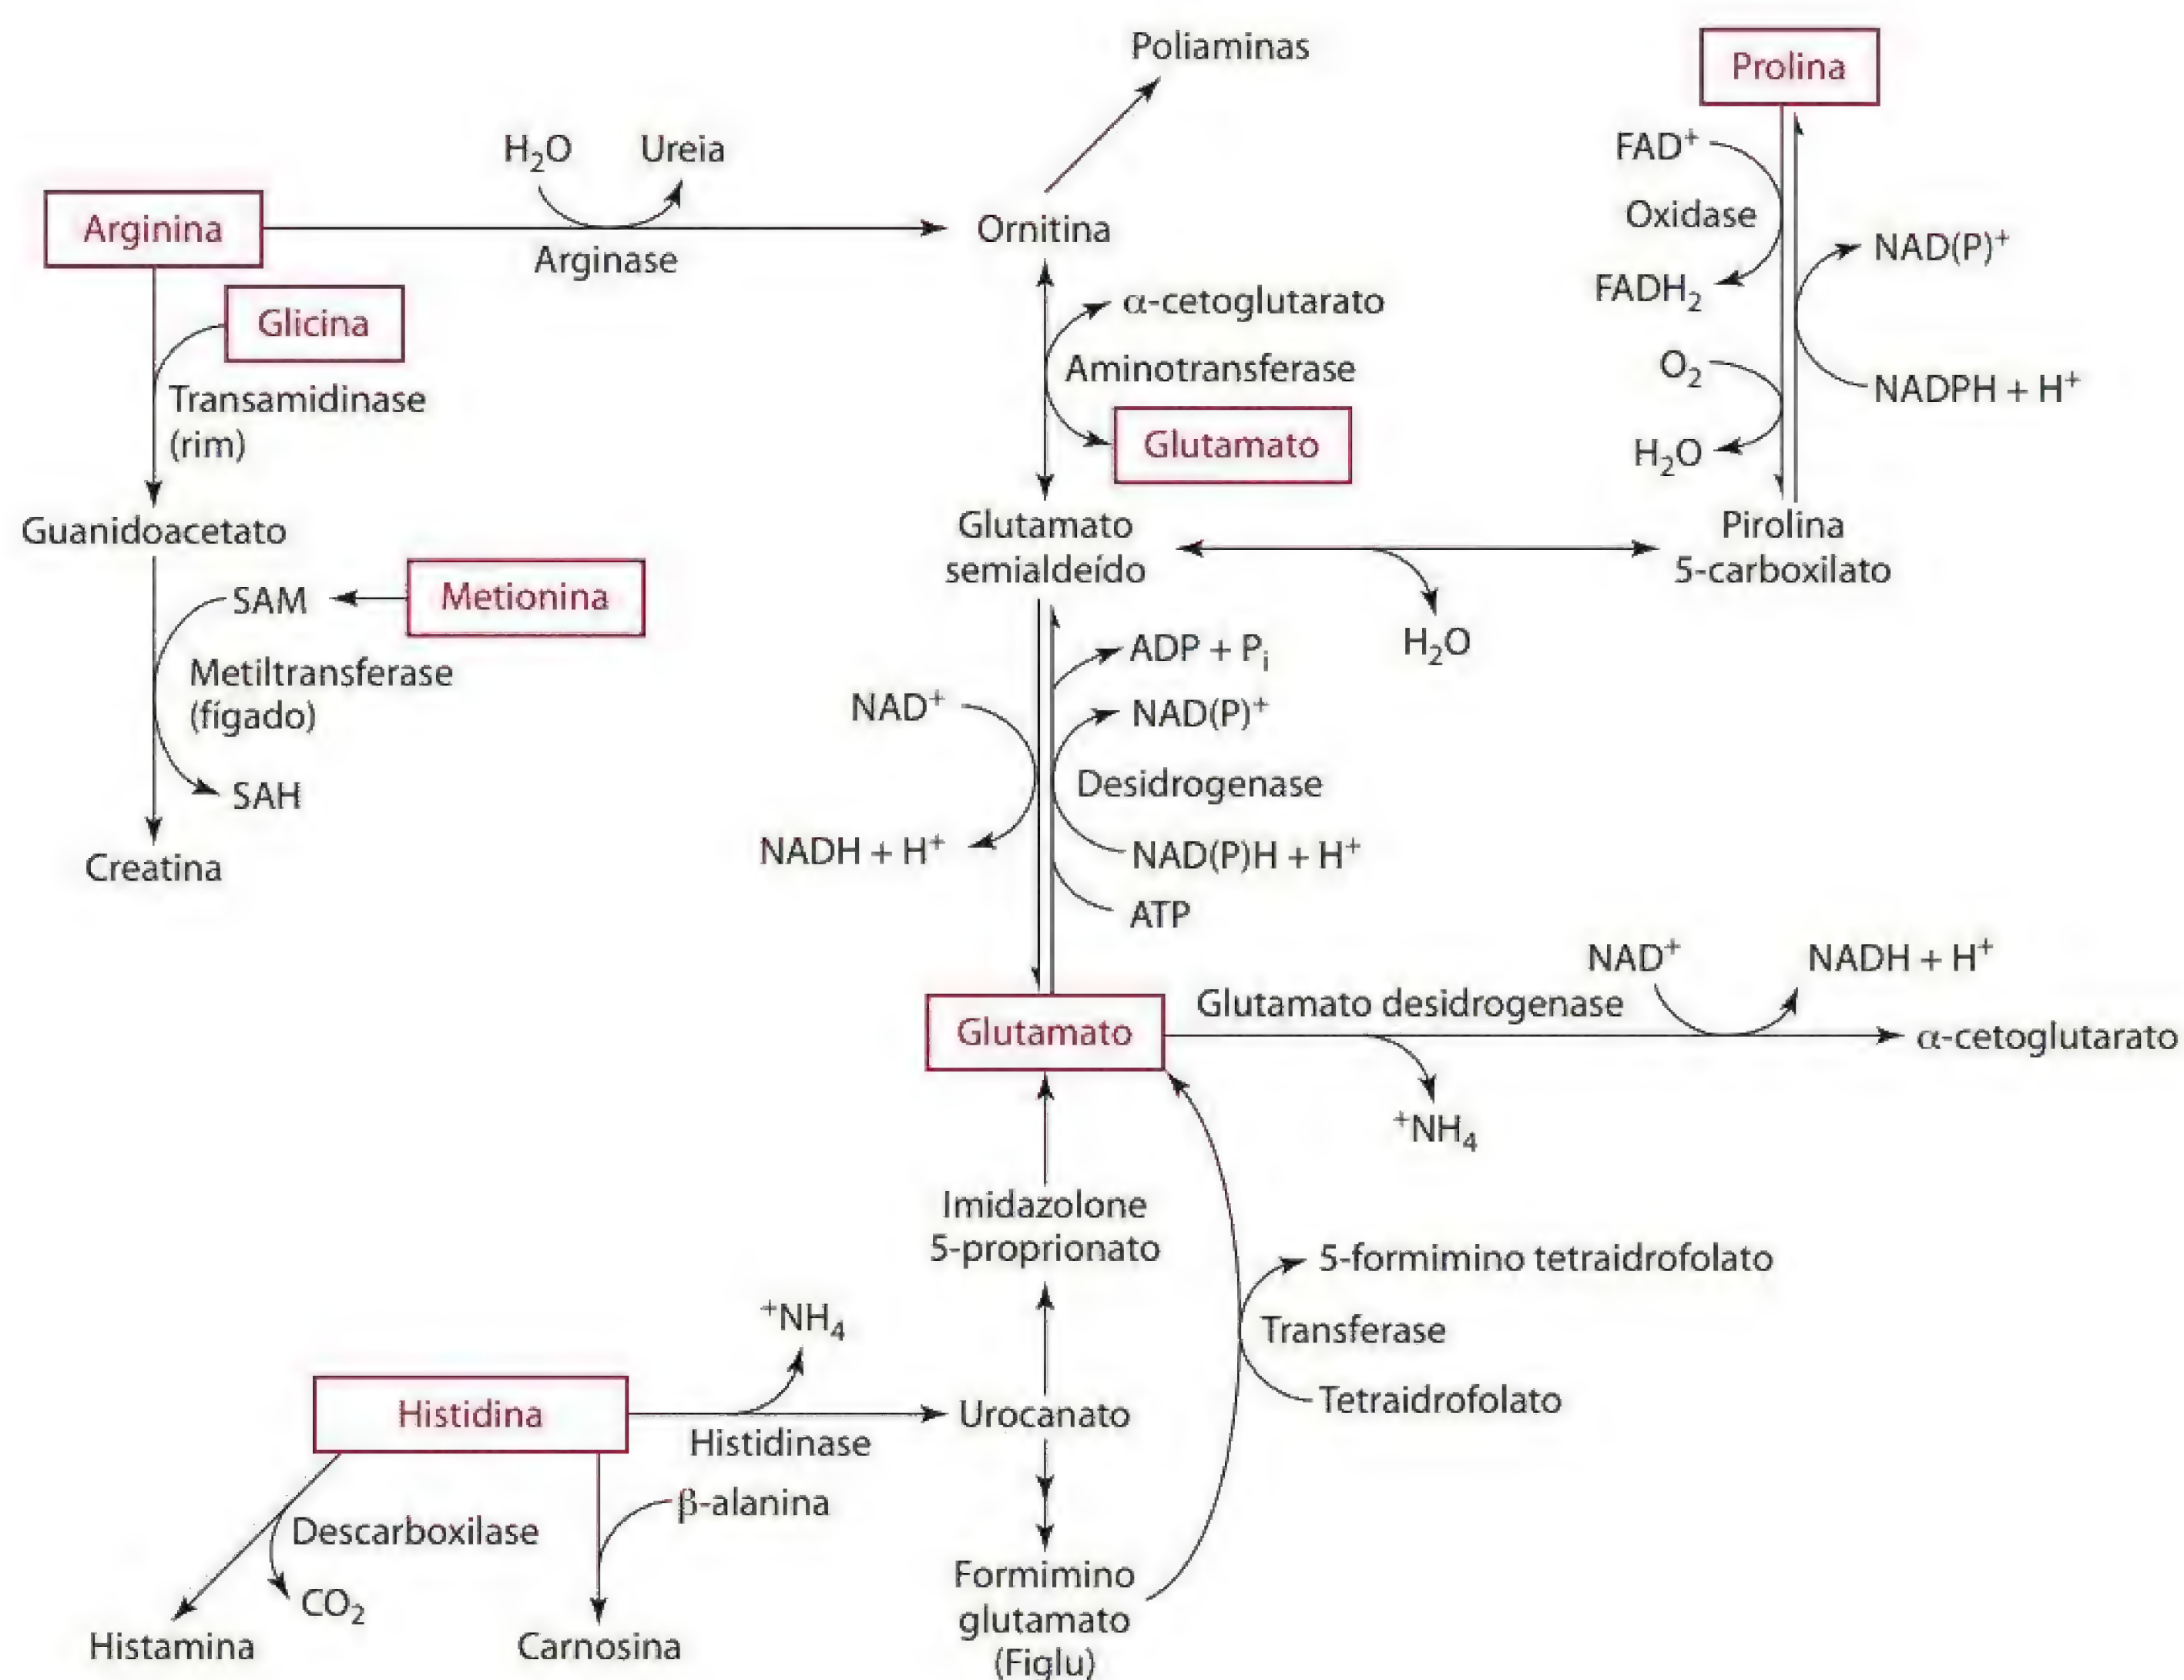 Poliaminas
Prolina
H₂O
Ureia
FAD⁺
Arginina
Ornitina
Oxidase
NAD(P)⁺
Arginase
FADH₂
α-cetoglutarato
Glicina
Aminotransferase
O₂
NADPH + H⁺
Transamidinase
(rim)
Glutamato
H₂O
Guanidoacetato
Glutamato
semialdeído
Pirolina
5-carboxilato
SAM
Metionina
H₂O
ADP + Pᵢ
Metiltransferase
(fígado)
NAD⁺
NAD(P)⁺
SAH
Desidrogenase
NADH + H⁺
NAD(P)H + H⁺
Creatina
ATP
NAD⁺
NADH + H⁺
Glutamato
Glutamato desidrogenase
α-cetoglutarato
⁺NH₄
Imidazolone
5-proprionato
5-formimino tetraidrofolato
⁺NH₄
Transferase
Histidina
Urocanato
Tetraidrofolato
Histidinase
β-alanina
Descarboxilase
CO₂
Formimino
glutamato
(Figlu)
Histamina
Carnosina